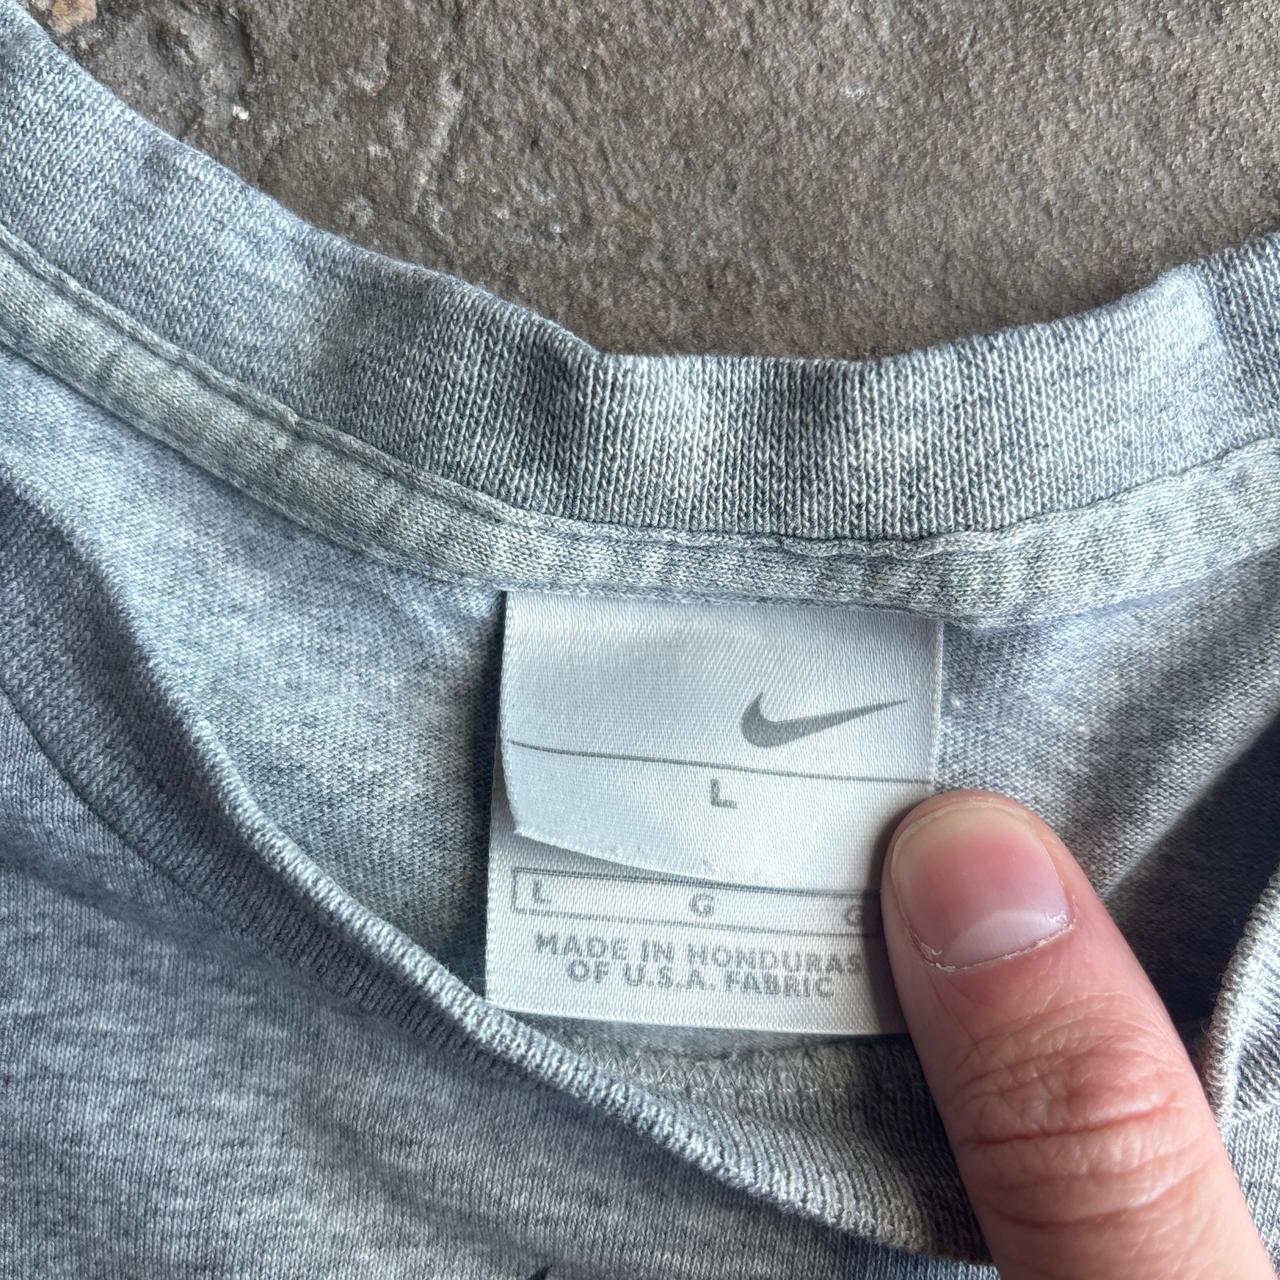 L
L G G
MADE IN HONDURAS
OF U.S.A. FABRIC